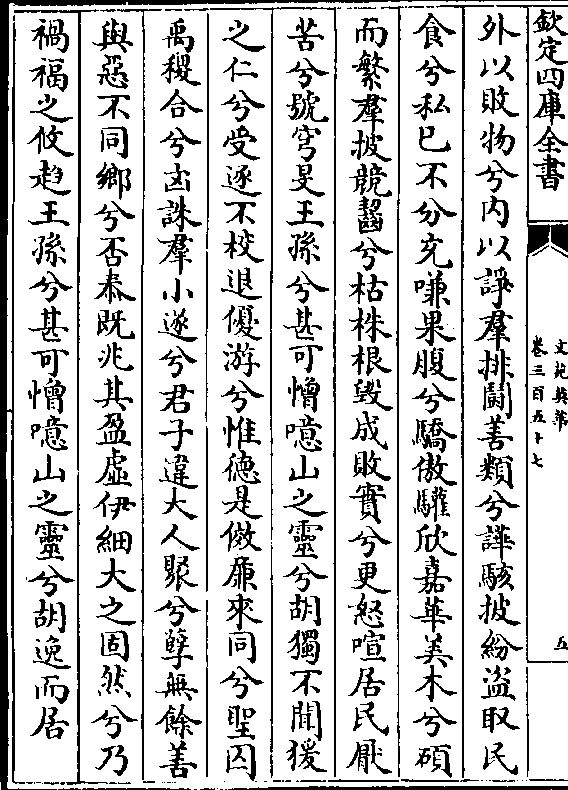 欽定四庫全書
文苑英華
卷三百五十七
五
外以敗物兮内以諍羣排鬭善類兮譁駭披紛盗取民
食兮私已不分充嗛果腹兮驕傲驩欣嘉華美木兮碩
而繁羣披競齧兮枯株根毁成敗實兮更怒喧居民厭
苦兮號穹旻王孫兮甚可憎噫山之靈兮胡獨不聞猨
之仁兮受逐不校退優游兮惟德是傚廉來同兮聖囚
禹稷合兮凶誅羣小遂兮君子違大人聚兮孽無餘善
與惡不同鄉兮否泰既兆其盈虚伊細大之固然兮乃
禍福之攸趨王孫兮甚可憎噫山之靈兮胡逸而居